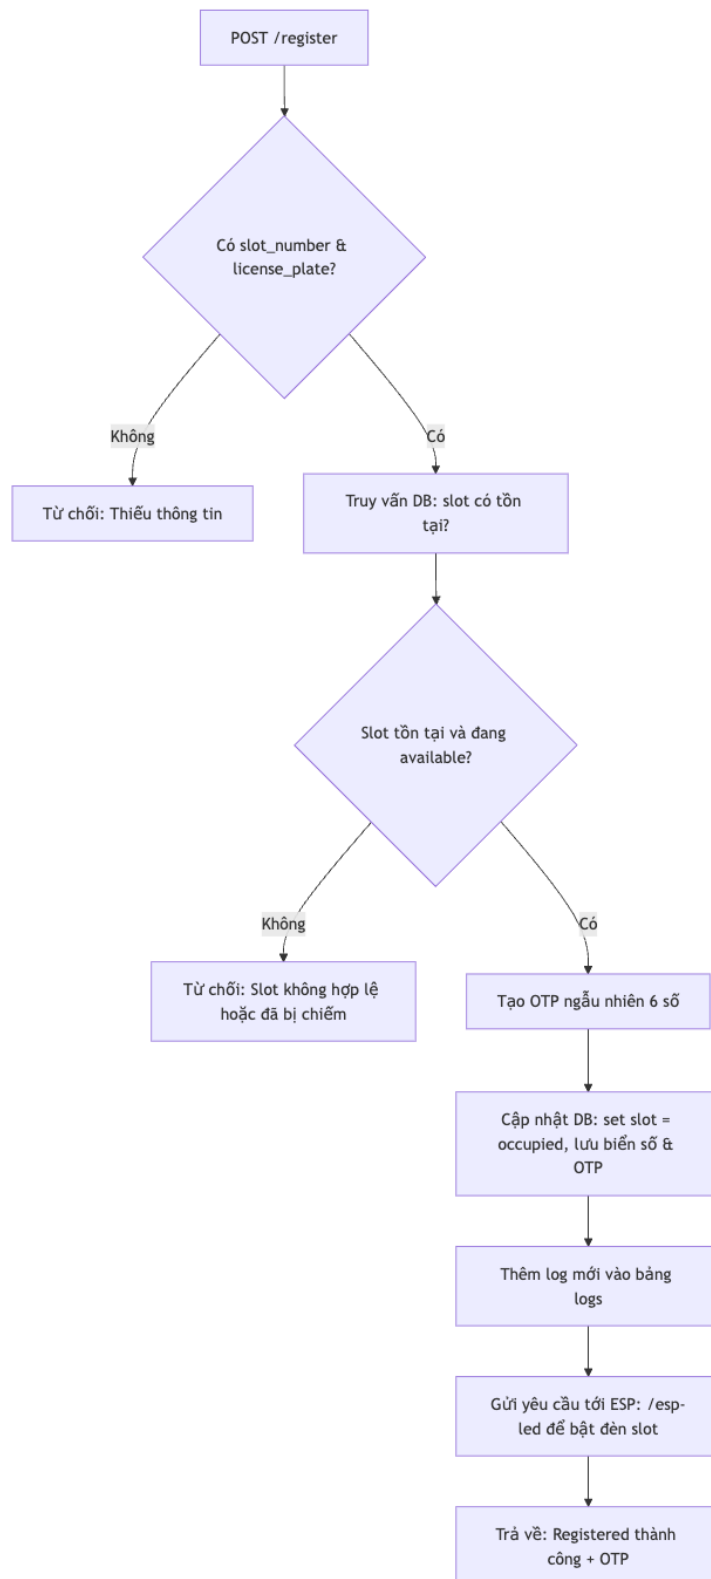 POST /register
Có slot_number &
license_plate?
Không
Có
Từ chối: Thiếu thông tin
Truy vấn DB: slot có tồn
tại?
Slot tồn tại và đang
available?
Không
Có
Từ chối: Slot không hợp lệ
hoặc đã bị chiếm
Tạo OTP ngẫu nhiên 6 số
Cập nhật DB: set slot =
occupied, lưu biển số &
OTP
Thêm log mới vào bảng
logs
Gửi yêu cầu tới ESP: /esp-
led để bật đèn slot
Trả về: Registered thành
công + OTP